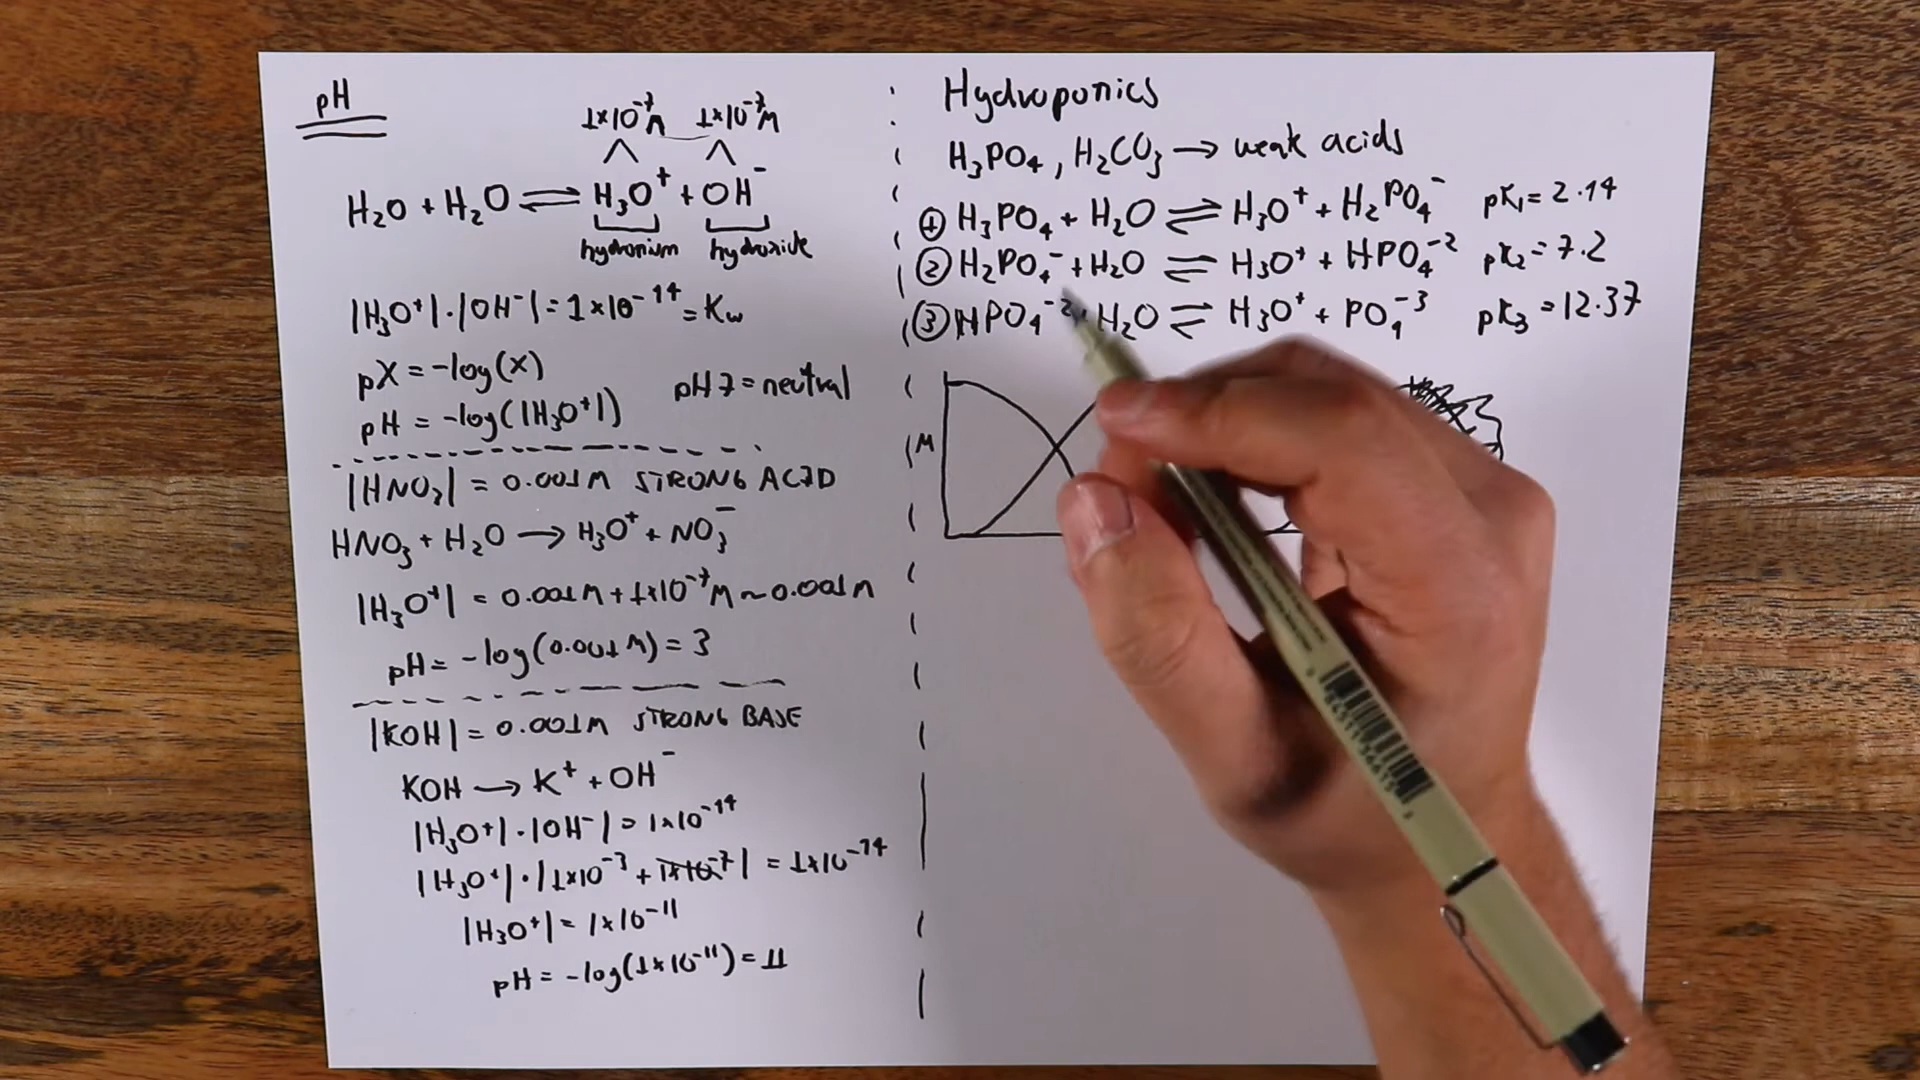 pH
1×10⁻⁷M 1×10⁻⁷M
H₂O + H₂O ⇌ H₃O⁺ + OH⁻
hydronium hydroxide
|H₃O⁺|·|OH⁻| = 1×10⁻¹⁴ = Kw
pX = -log(x)
pH = -log(|H₃O⁺|) pH 7 = neutral
|HNO₃| = 0.001M STRONG ACID
HNO₃ + H₂O → H₃O⁺ + NO₃⁻
|H₃O⁺| = 0.001M + 1×10⁻⁷M ~ 0.001M
pH = -log(0.001M) = 3
|KOH| = 0.001M STRONG BASE
KOH → K⁺ + OH⁻
|H₃O⁺|·|OH⁻| = 1×10⁻¹⁴
|H₃O⁺|·|1×10⁻³ + 1×10⁻⁷| = 1×10⁻¹⁴
|H₃O⁺| = 1×10⁻¹¹
pH = -log(1×10⁻¹¹) = 11
Hydroponics
H₃PO₄, H₂CO₃ → weak acids
① H₃PO₄ + H₂O ⇌ H₃O⁺ + H₂PO₄⁻ pK₁ = 2.14
② H₂PO₄⁻ + H₂O ⇌ H₃O⁺ + HPO₄⁻² pK₂ = 7.2
③ HPO₄⁻² + H₂O ⇌ H₃O⁺ + PO₄⁻³ pK₃ = 12.37
M